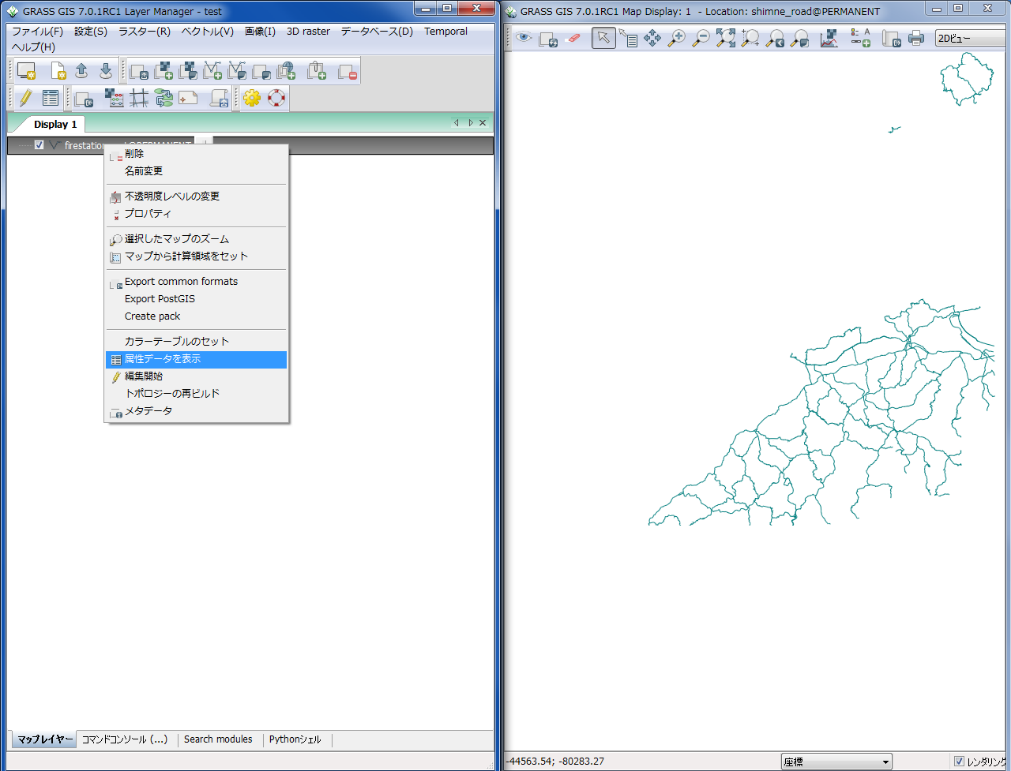 GRASS GIS 7.0.1RC1 Layer Manager - test
ファイル(F) 設定(S) ラスター(R) ベクトル(V) 画像(I) 3D raster データベース(D) Temporal
ヘルプ(H)
Display 1
firestation
削除
名前変更
不透明度レベルの変更
プロパティ
選択したマップのズーム
マップから計算領域をセット
Export common formats
Export PostGIS
Create pack
カラーテーブルのセット
属性データを表示
編集開始
トポロジーの再ビルド
メタデータ
マップレイヤー コマンドコンソール (...) Search modules Pythonシェル
GRASS GIS 7.0.1RC1 Map Display: 1 - Location: shimne_road@PERMANENT
2Dビュー
-44563.54; -80283.27
座標
レンダリング